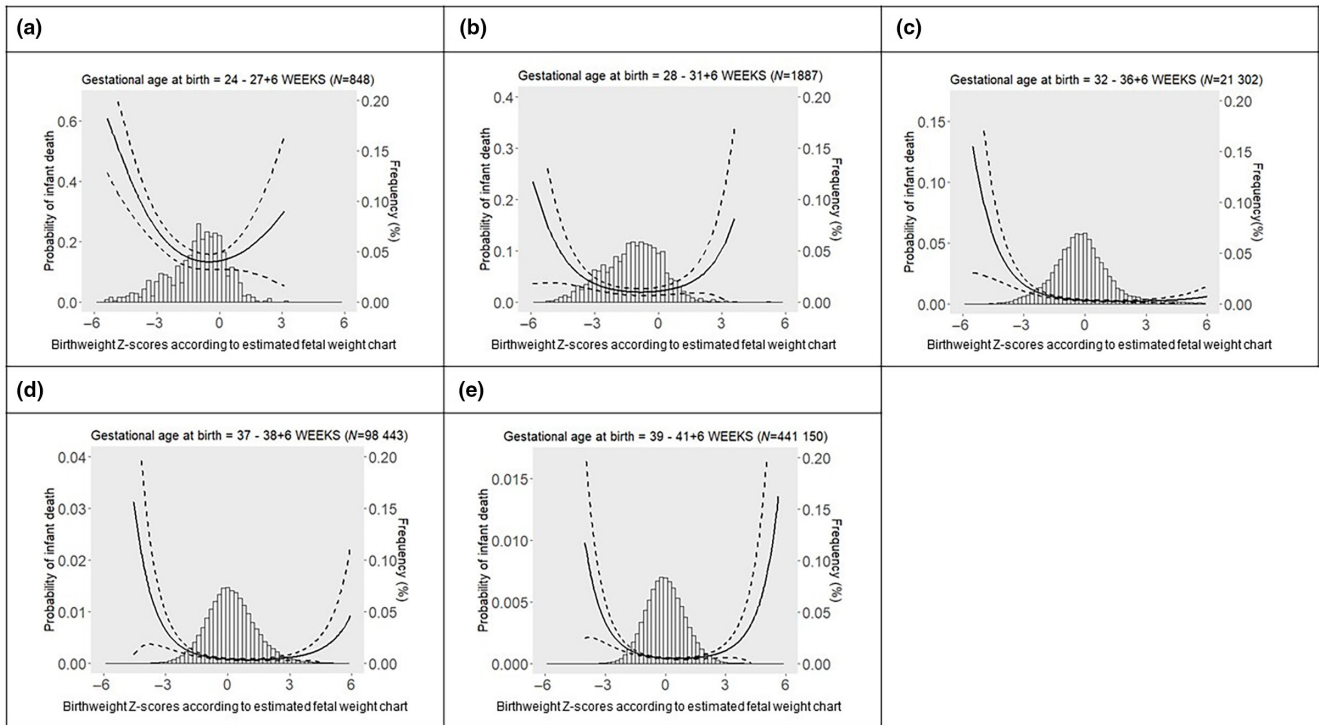 (a)
Gestational age at birth = 24 - 27+6 WEEKS (N=848)
Probability of infant death
0.6
0.4
0.2
0.0
0.20
0.15
0.10
0.05
0.00
Frequency (%)
−6 −3 0 3 6
Birthweight Z-scores according to estimated fetal weight chart
(b)
Gestational age at birth = 28 - 31+6 WEEKS (N=1887)
Probability of infant death
0.4
0.3
0.2
0.1
0.0
0.20
0.15
0.10
0.05
0.00
Frequency (%)
−6 −3 0 3 6
Birthweight Z-scores according to estimated fetal weight chart
(c)
Gestational age at birth = 32 - 36+6 WEEKS (N=21 302)
Probability of infant death
0.15
0.10
0.05
0.00
0.20
0.15
0.10
0.05
0.00
Frequency(%)
−6 −3 0 3 6
Birthweight Z-scores according to estimated fetal weight chart
(d)
Gestational age at birth = 37 - 38+6 WEEKS (N=98 443)
Probability of infant death
0.04
0.03
0.02
0.01
0.00
0.20
0.15
0.10
0.05
0.00
Frequency (%)
−6 −3 0 3 6
Birthweight Z-scores according to estimated fetal weight chart
(e)
Gestational age at birth = 39 - 41+6 WEEKS (N=441 150)
Probability of infant death
0.015
0.010
0.005
0.000
0.20
0.15
0.10
0.05
0.00
Frequency (%)
−6 −3 0 3 6
Birthweight Z-scores according to estimated fetal weight chart